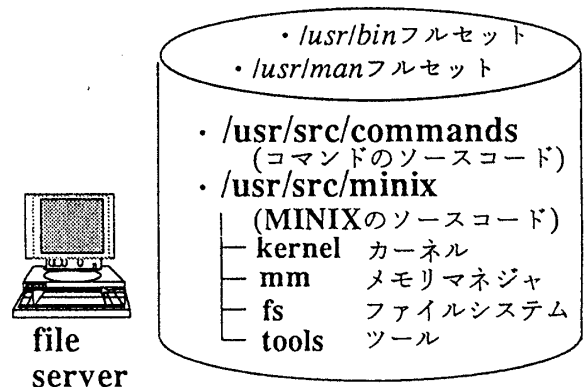 ・/usr/binフルセット
・/usr/manフルセット
・/usr/src/commands
(コマンドのソースコード)
・/usr/src/minix
(MINIXのソースコード)
kernel カーネル
mm メモリマネジャ
fs ファイルシステム
tools ツール
file
server